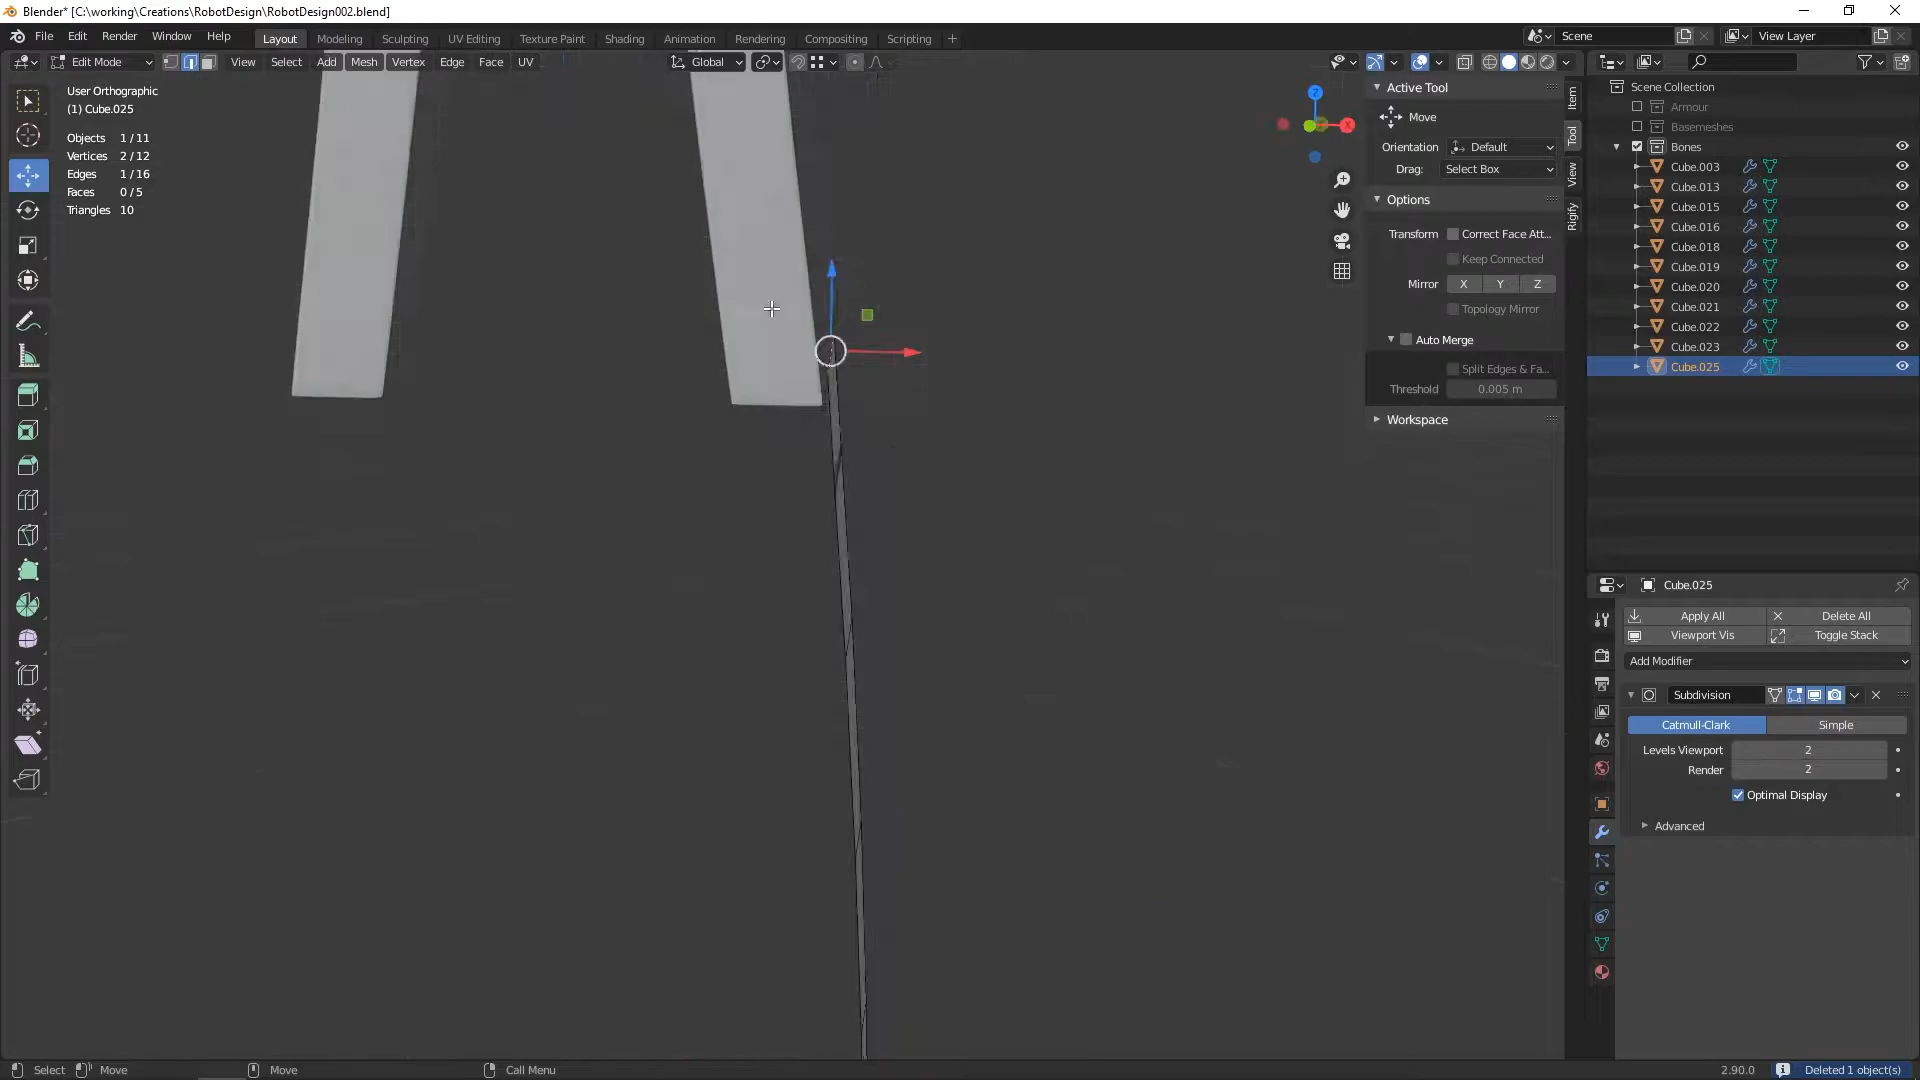 Blender* [C:\working\Creations\RobotDesign\RobotDesign002.blend]
File Edit Render Window Help Layout Modeling Sculpting UV Editing Texture Paint Shading Animation Rendering Compositing Scripting + Scene View Layer
Edit Mode View Select Add Mesh Vertex Edge Face UV Global
User Orthographic
(1) Cube.025
Objects 1 / 11
Vertices 2 / 12
Edges 1 / 16
Faces 0 / 5
Triangles 10
Z
X
Active Tool
Move
Orientation Default
Drag: Select Box
Options
Transform Correct Face Att...
Keep Connected
Mirror X Y Z
Topology Mirror
Auto Merge
Split Edges & Fa...
Threshold 0.005 m
Workspace
Item
Tool
View
Rigify
Scene Collection
Armour
Basemeshes
Bones
Cube.003
Cube.013
Cube.015
Cube.016
Cube.018
Cube.019
Cube.020
Cube.021
Cube.022
Cube.023
Cube.025
Cube.025
Apply All Delete All
Viewport Vis Toggle Stack
Add Modifier
Subdivision
Catmull-Clark Simple
Levels Viewport 2
Render 2
Optimal Display
Advanced
Select Move Move Call Menu 2.90.0 Deleted 1 object(s)